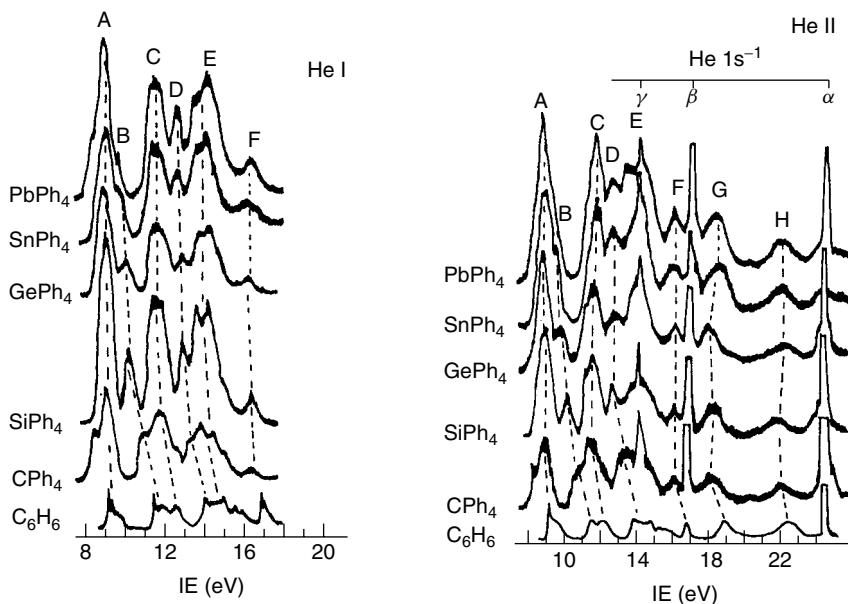 He I
A
B
C
D
E
F
PbPh4
SnPh4
GePh4
SiPh4
CPh4
C6H6
8 12 16 20
IE (eV)
He II
He 1s−1
γ β α
A
B
C
D
E
F
G
H
PbPh4
SnPh4
GePh4
SiPh4
CPh4
C6H6
10 14 18 22
IE (eV)